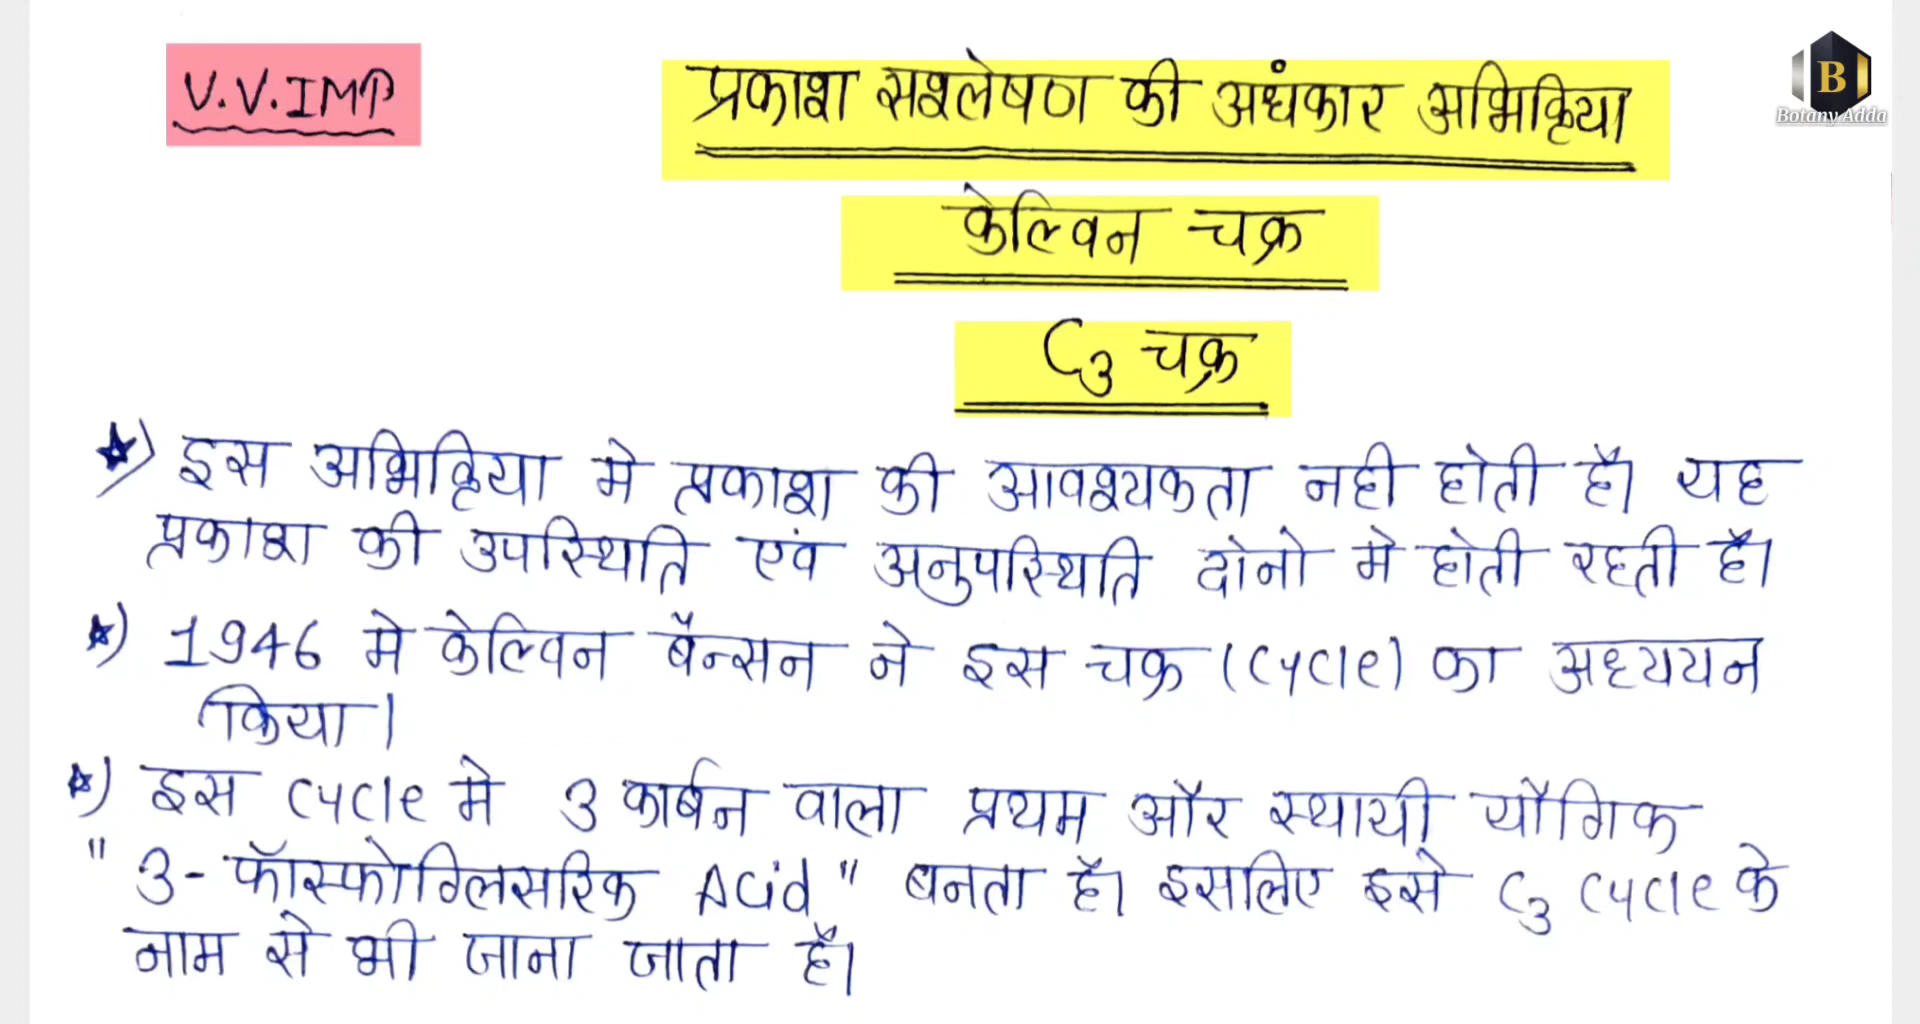 V.V.IMP
प्रकाश सश्लेषण की अधंकार अभिक्रिया
B
Botany Adda
केल्विन चक्र
C3 चक्र
इस अभिक्रिया मे प्रकाश की आवश्यकता नही होती है। यह
प्रकाश की उपस्थिति एवं अनुपस्थिति दोनो मे होती रहती है।
1946 मे केल्विन बैन्सन ने इस चक्र (Cycle) का अध्ययन
किया।
इस Cycle मे 3 कार्बन वाला प्रथम और स्थायी यौगिक
"3-फॉस्फोग्लिसरिक Acid" बनता है। इसलिए इसे C3 Cycle के
नाम से भी जाना जाता है।